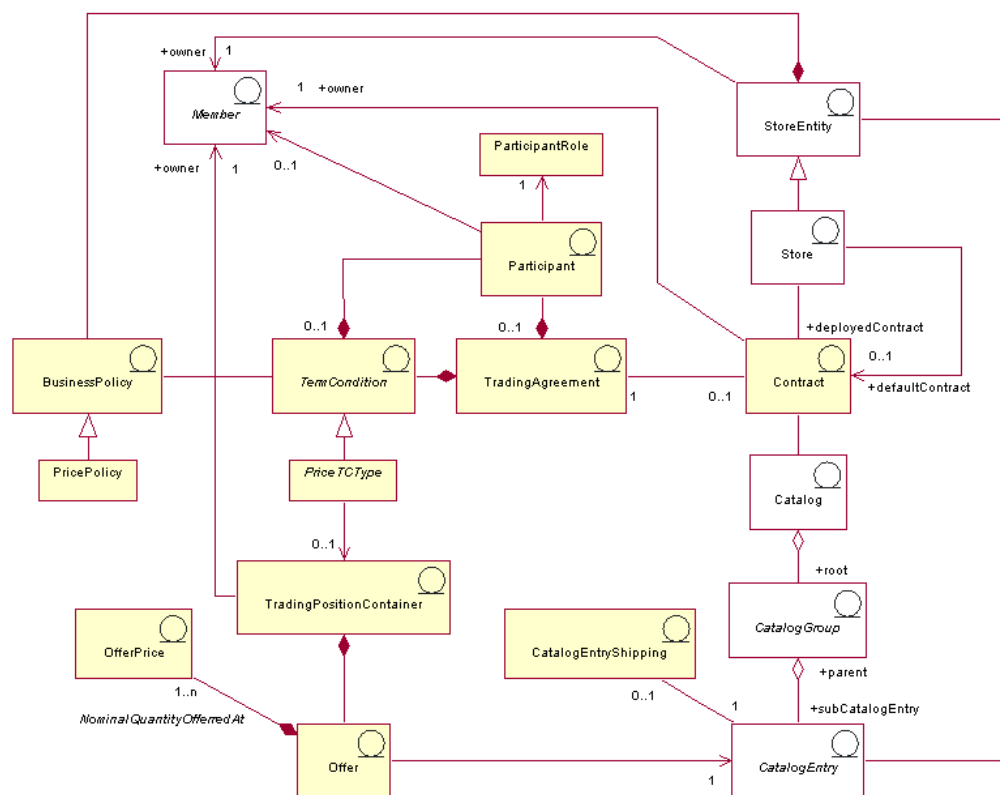 +owner
1
Member
1
+owner
StoreEntity
ParticipantRole
+owner
1
0..1
1
Participant
Store
0..1
0..1
+deployedContract
0..1
BusinessPolicy
TermCondition
TradingAgreement
Contract
+defaultContract
1
0..1
PricePolicy
PriceTCType
Catalog
0..1
+root
TradingPositionContainer
OfferPrice
CatalogEntryShipping
CatalogGroup
+parent
1..n
0..1
1
+subCatalogEntry
NominalQuantityOfferredAt
Offer
CatalogEntry
1